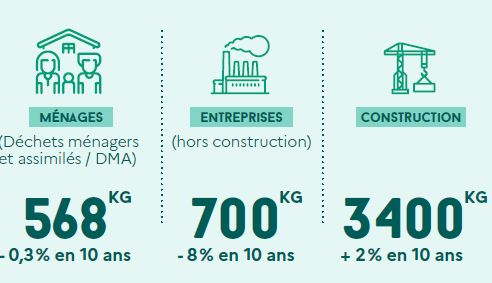 MÉNAGES
(Déchets ménagers
et assimilés / DMA)
568 KG
- 0,3 % en 10 ans
ENTREPRISES
(hors construction)
700 KG
- 8 % en 10 ans
CONSTRUCTION
3400 KG
+ 2 % en 10 ans